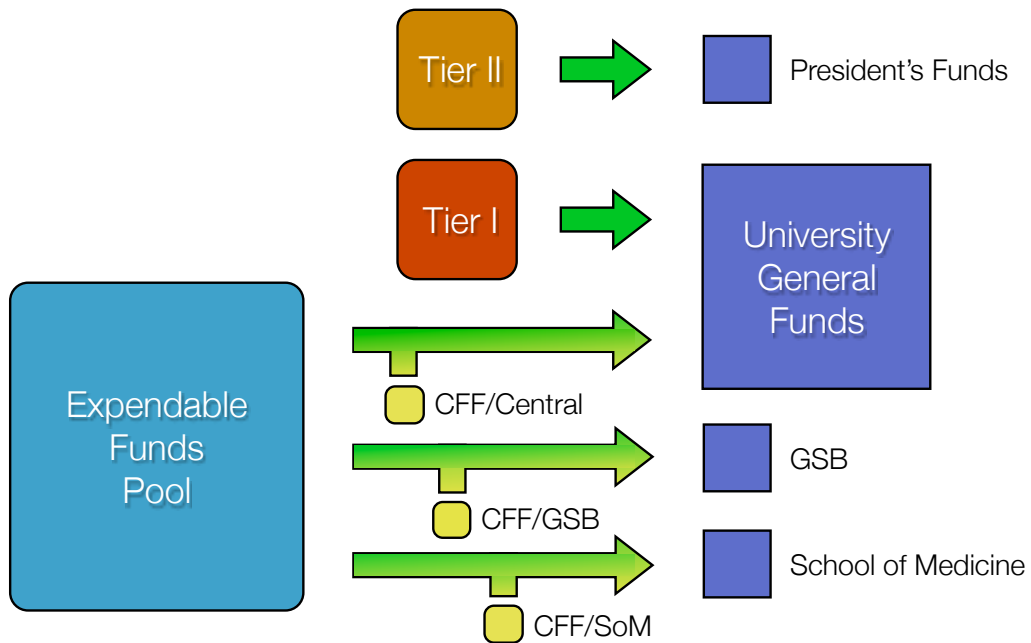 Tier II
President’s Funds
Tier I
University
General
Funds
Expendable
Funds
Pool
CFF/Central
GSB
CFF/GSB
School of Medicine
CFF/SoM